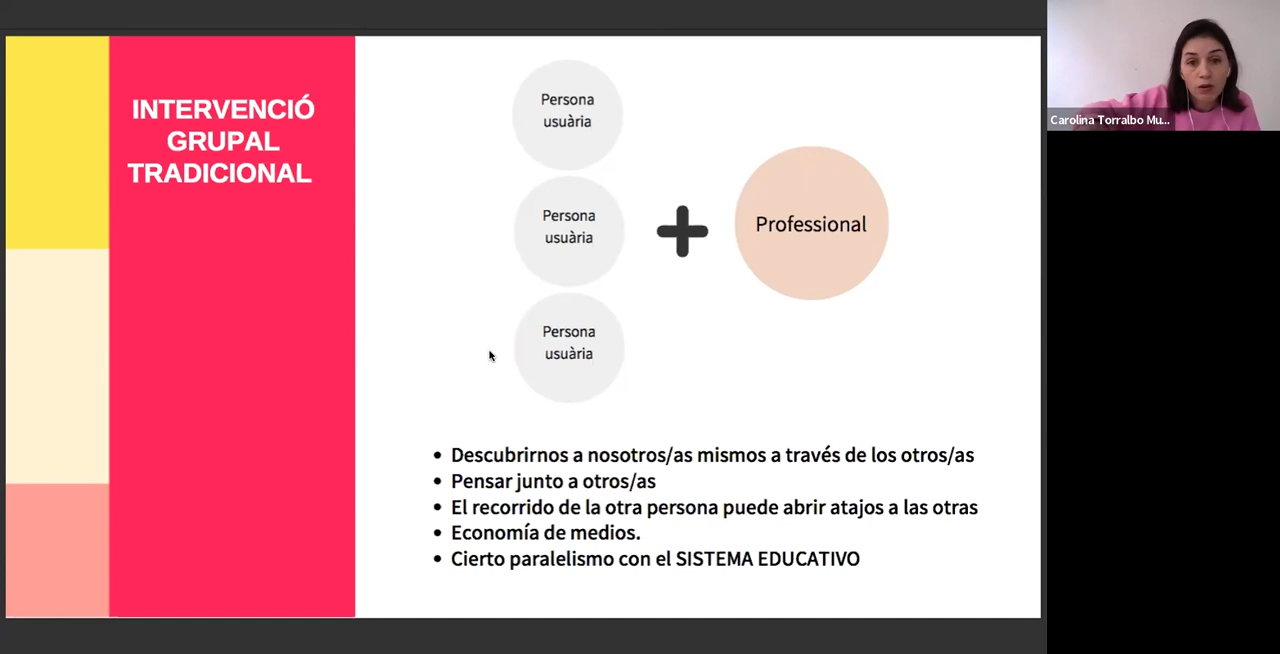 INTERVENCIÓ
GRUPAL
TRADICIONAL
Persona
usuària
Persona
usuària
Persona
usuària
Professional
• Descubrirnos a nosotros/as mismos a través de los otros/as
• Pensar junto a otros/as
• El recorrido de la otra persona puede abrir atajos a las otras
• Economía de medios.
• Cierto paralelismo con el SISTEMA EDUCATIVO
Carolina Torralbo Mu...